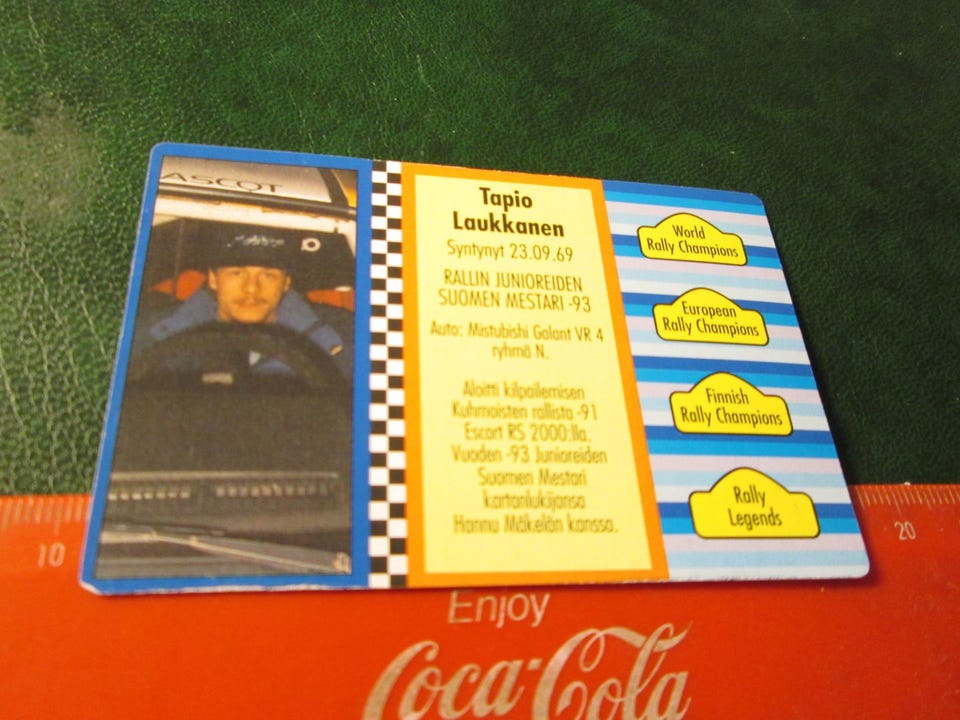 ASCOT
Tapio
Laukkanen
Syntynyt 23.09.69
RALLIN JUNIOREIDEN
SUOMEN MESTARI -93
Auto: Mistubishi Galant VR 4
ryhmä N.
Aloitti kilpailemisen
Kuhmoisten rallista -91
Escort RS 2000:lla.
Vuoden -93 Junioreiden
Suomen Mestari
kartanlukijansa
Hannu Mäkelän kanssa.
World
Rally Champions
European
Rally Champions
Finnish
Rally Champions
Rally
Legends
10
20
Enjoy
Coca-Cola